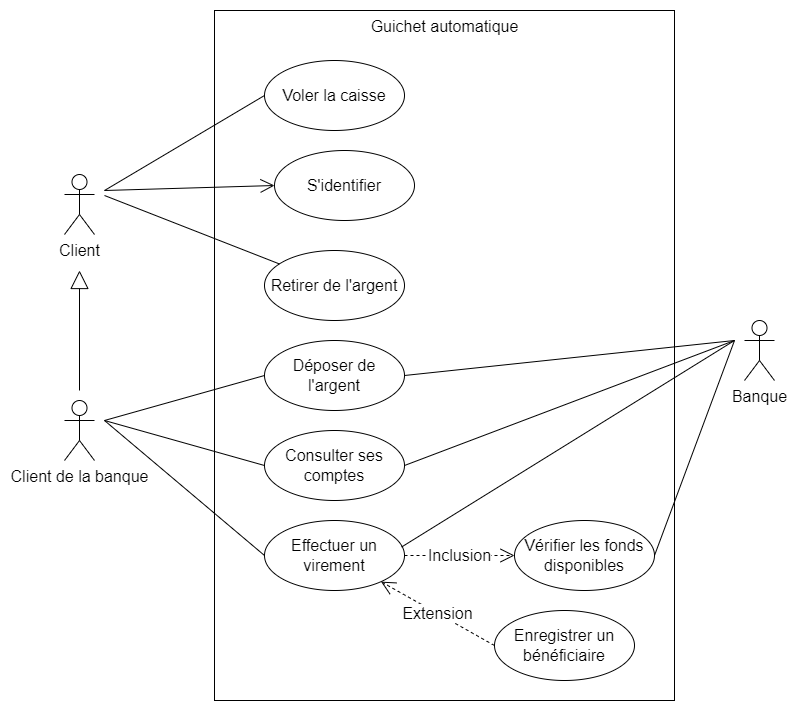 Guichet automatique
Voler la caisse
S'identifier
Client
Retirer de l'argent
Déposer de
l'argent
Banque
Client de la banque
Consulter ses
comptes
Effectuer un
virement
Inclusion
Vérifier les fonds
disponibles
Extension
Enregistrer un
bénéficiaire